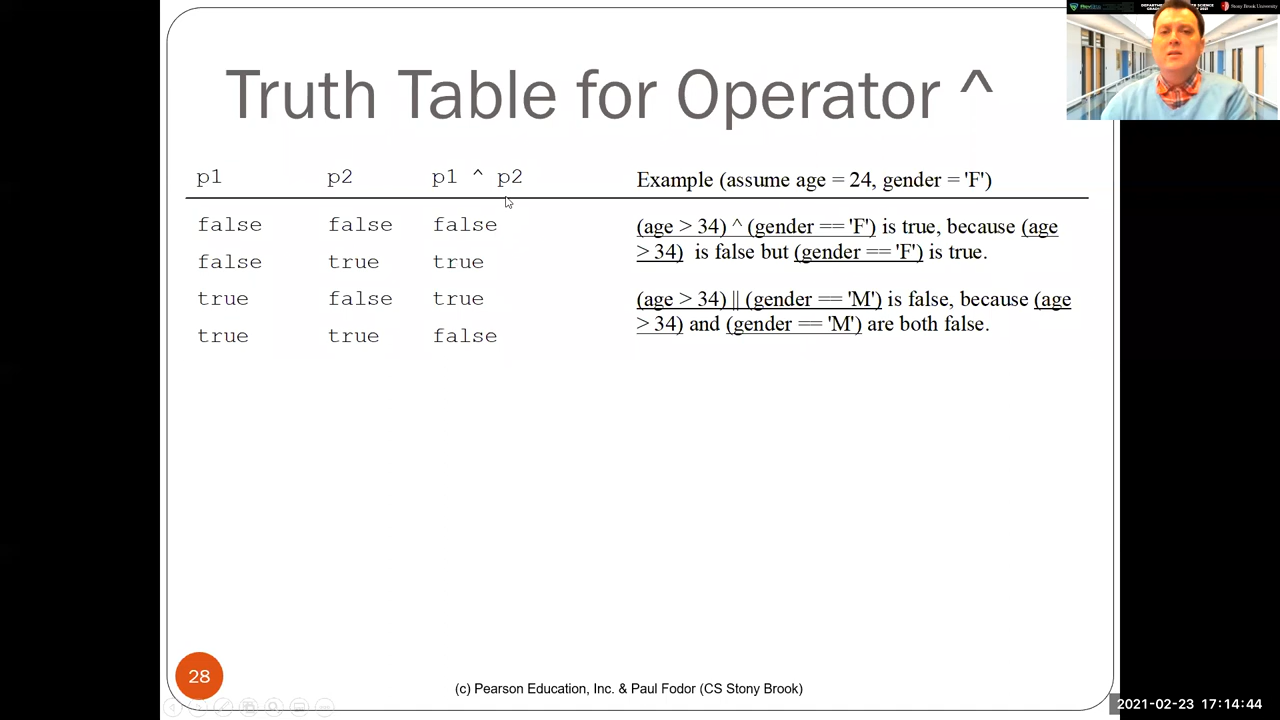 Stony Brook University
Truth Table for Operator ^
p1 p2 p1 ^ p2 Example (assume age = 24, gender = 'F')
false false false (age > 34) ^ (gender == 'F') is true, because (age
> 34) is false but (gender == 'F') is true.
false true true
true false true (age > 34) || (gender == 'M') is false, because (age
> 34) and (gender == 'M') are both false.
true true false
28
(c) Pearson Education, Inc. & Paul Fodor (CS Stony Brook)
2021-02-23 17:14:44